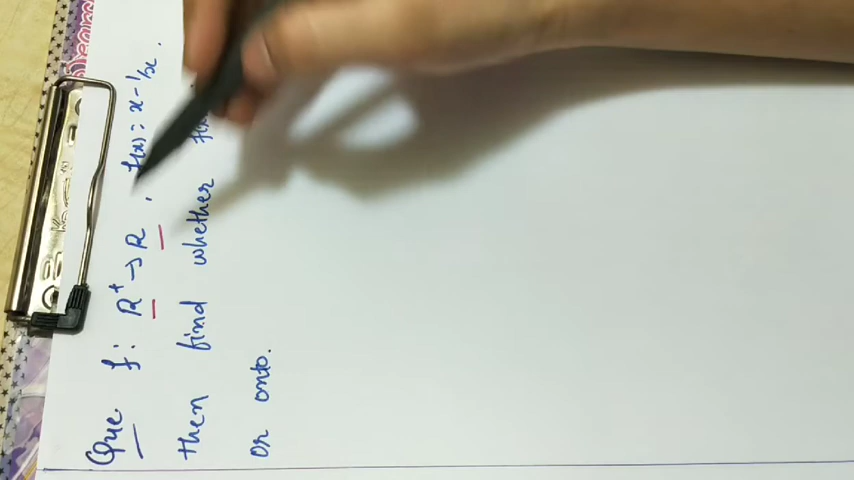 Que f: R⁺→R , f(x)= x-1/x.
then find whether f(x)
or onto.